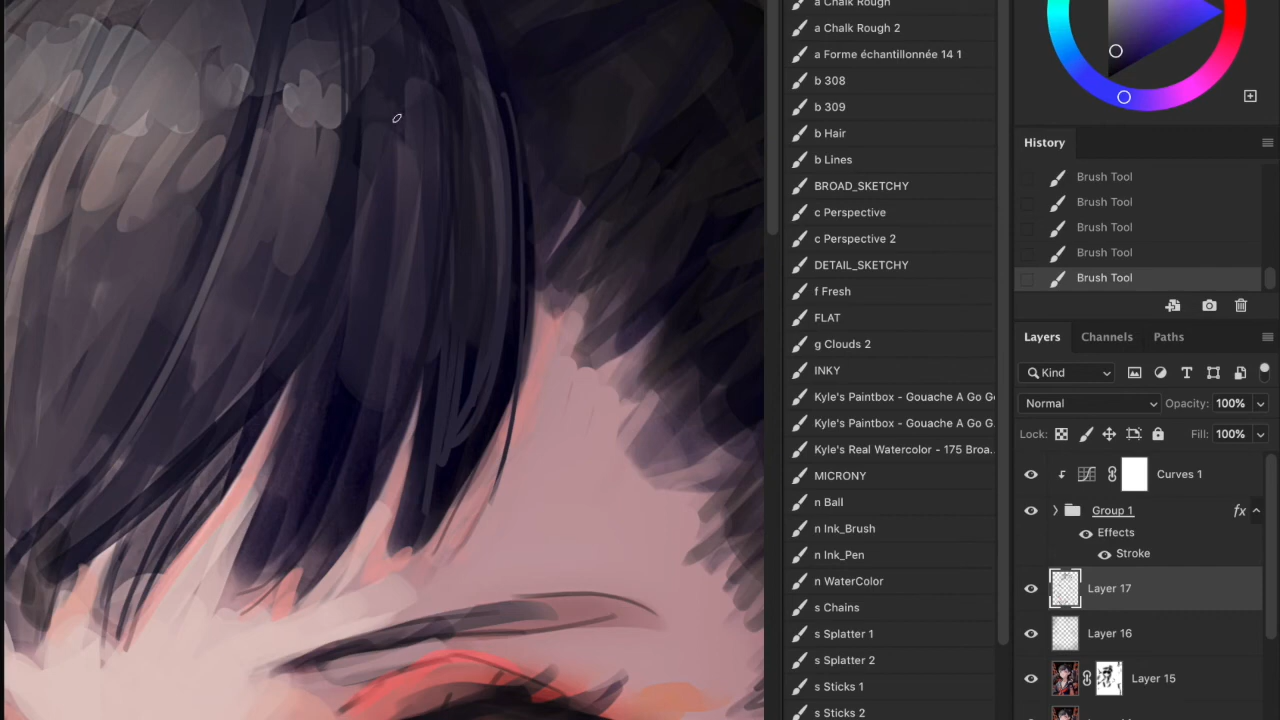 a Chalk Rough
a Chalk Rough 2
a Forme échantillonnée 14 1
b 308
b 309
b Hair
b Lines
BROAD_SKETCHY
c Perspective
c Perspective 2
DETAIL_SKETCHY
f Fresh
FLAT
g Clouds 2
INKY
Kyle's Paintbox - Gouache A Go G
Kyle's Paintbox - Gouache A Go G.
Kyle's Real Watercolor - 175 Broa...
MICRONY
n Ball
n Ink_Brush
n Ink_Pen
n WaterColor
s Chains
s Splatter 1
s Splatter 2
s Sticks 1
s Sticks 2
History
Brush Tool
Brush Tool
Brush Tool
Brush Tool
Brush Tool
Layers Channels Paths
Kind
Normal Opacity: 100%
Lock: Fill: 100%
Curves 1
Group 1 fx
Effects
Stroke
Layer 17
Layer 16
Layer 15